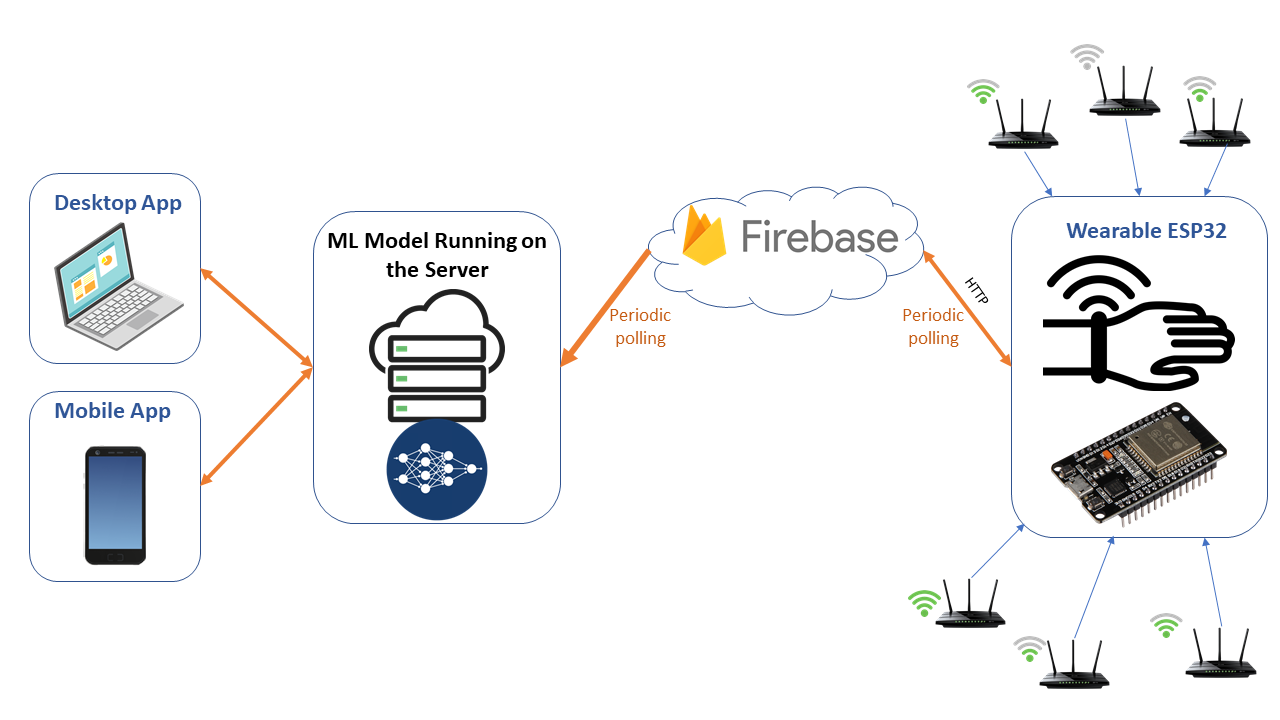 Desktop App
Mobile App
ML Model Running on
the Server
Firebase
Periodic
polling
HTTP
Periodic
polling
Wearable ESP32